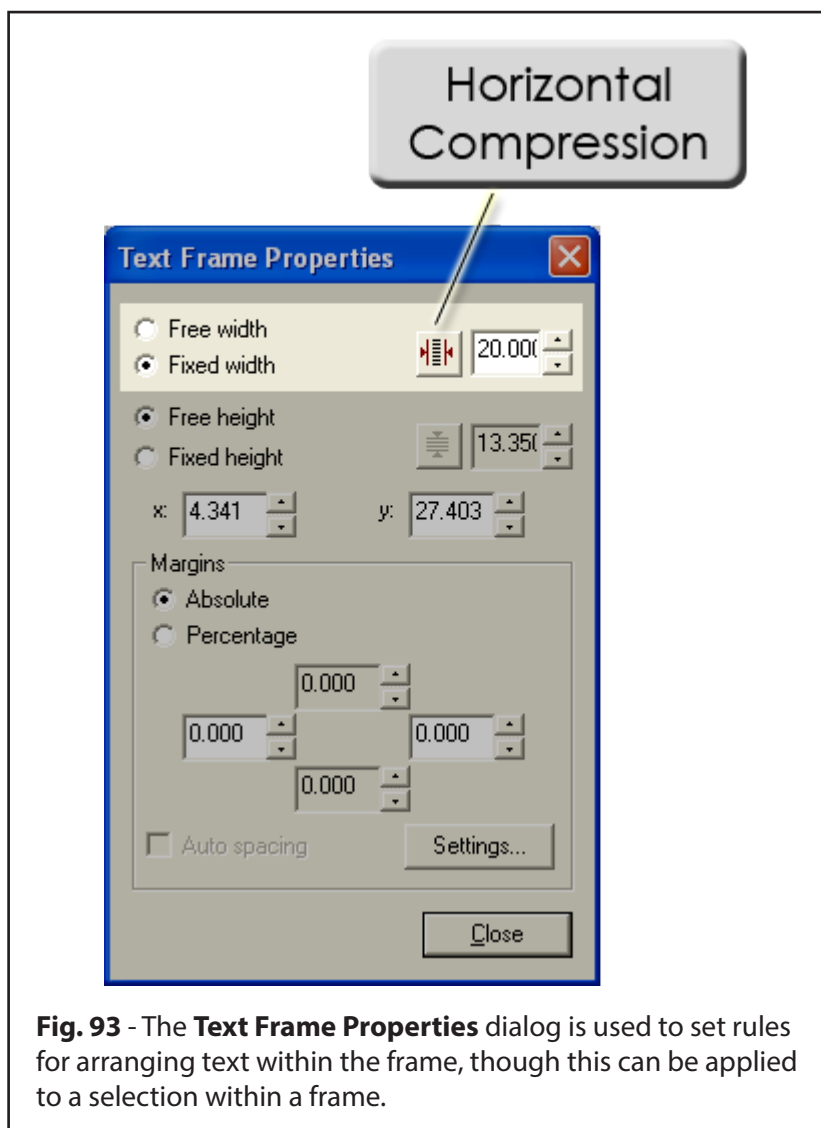 Horizontal
Compression
Text Frame Properties
Free width
Fixed width
20.00(
Free height
Fixed height
13.35(
x: 4.341 y: 27.403
Margins
Absolute
Percentage
0.000
0.000 0.000
0.000
Auto spacing Settings...
Close
Fig. 93 - The Text Frame Properties dialog is used to set rules
for arranging text within the frame, though this can be applied
to a selection within a frame.